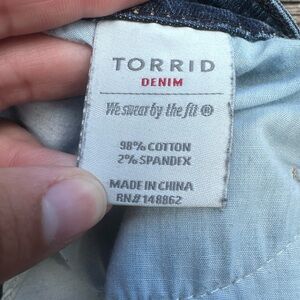 TORRID
DENIM
We swear by the fit ®
98% COTTON
2% SPANDEX
MADE IN CHINA
RN# 148862